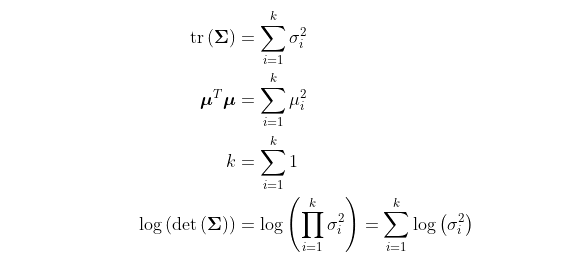 tr (Σ) = ∑_{i=1}^{k} σ_i^2
μ^T μ = ∑_{i=1}^{k} μ_i^2
k = ∑_{i=1}^{k} 1
log (det (Σ)) = log (∏_{i=1}^{k} σ_i^2) = ∑_{i=1}^{k} log (σ_i^2)